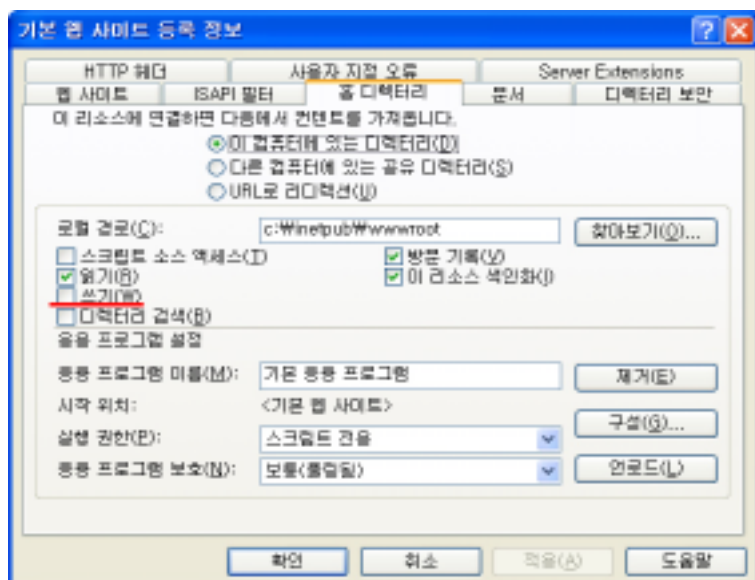 기본 웹 사이트 등록 정보
HTTP 헤더 사용자 지정 오류 Server Extensions
웹 사이트 ISAPI 필터 홈 디렉터리 문서 디렉터리 보안
이 리소스에 연결하면 다음에서 컨텐트를 가져옵니다.
이 컴퓨터에 있는 디렉터리(D)
다른 컴퓨터에 있는 공유 디렉터리(S)
URL로 리디렉션(U)
로컬 경로(C): c:₩inetpub₩wwwroot 찾아보기(O)...
스크립트 소스 액세스(T) 방문 기록(V)
읽기(R) 이 리소스 색인화(I)
쓰기(W)
디렉터리 검색(B)
응용 프로그램 설정
응용 프로그램 이름(M): 기본 응용 프로그램 제거(E)
시작 위치: <기본 웹 사이트>
구성(G)...
실행 권한(P): 스크립트 전용
응용 프로그램 보호(N): 보통(풀링됨) 언로드(L)
확인 취소 적용(A) 도움말